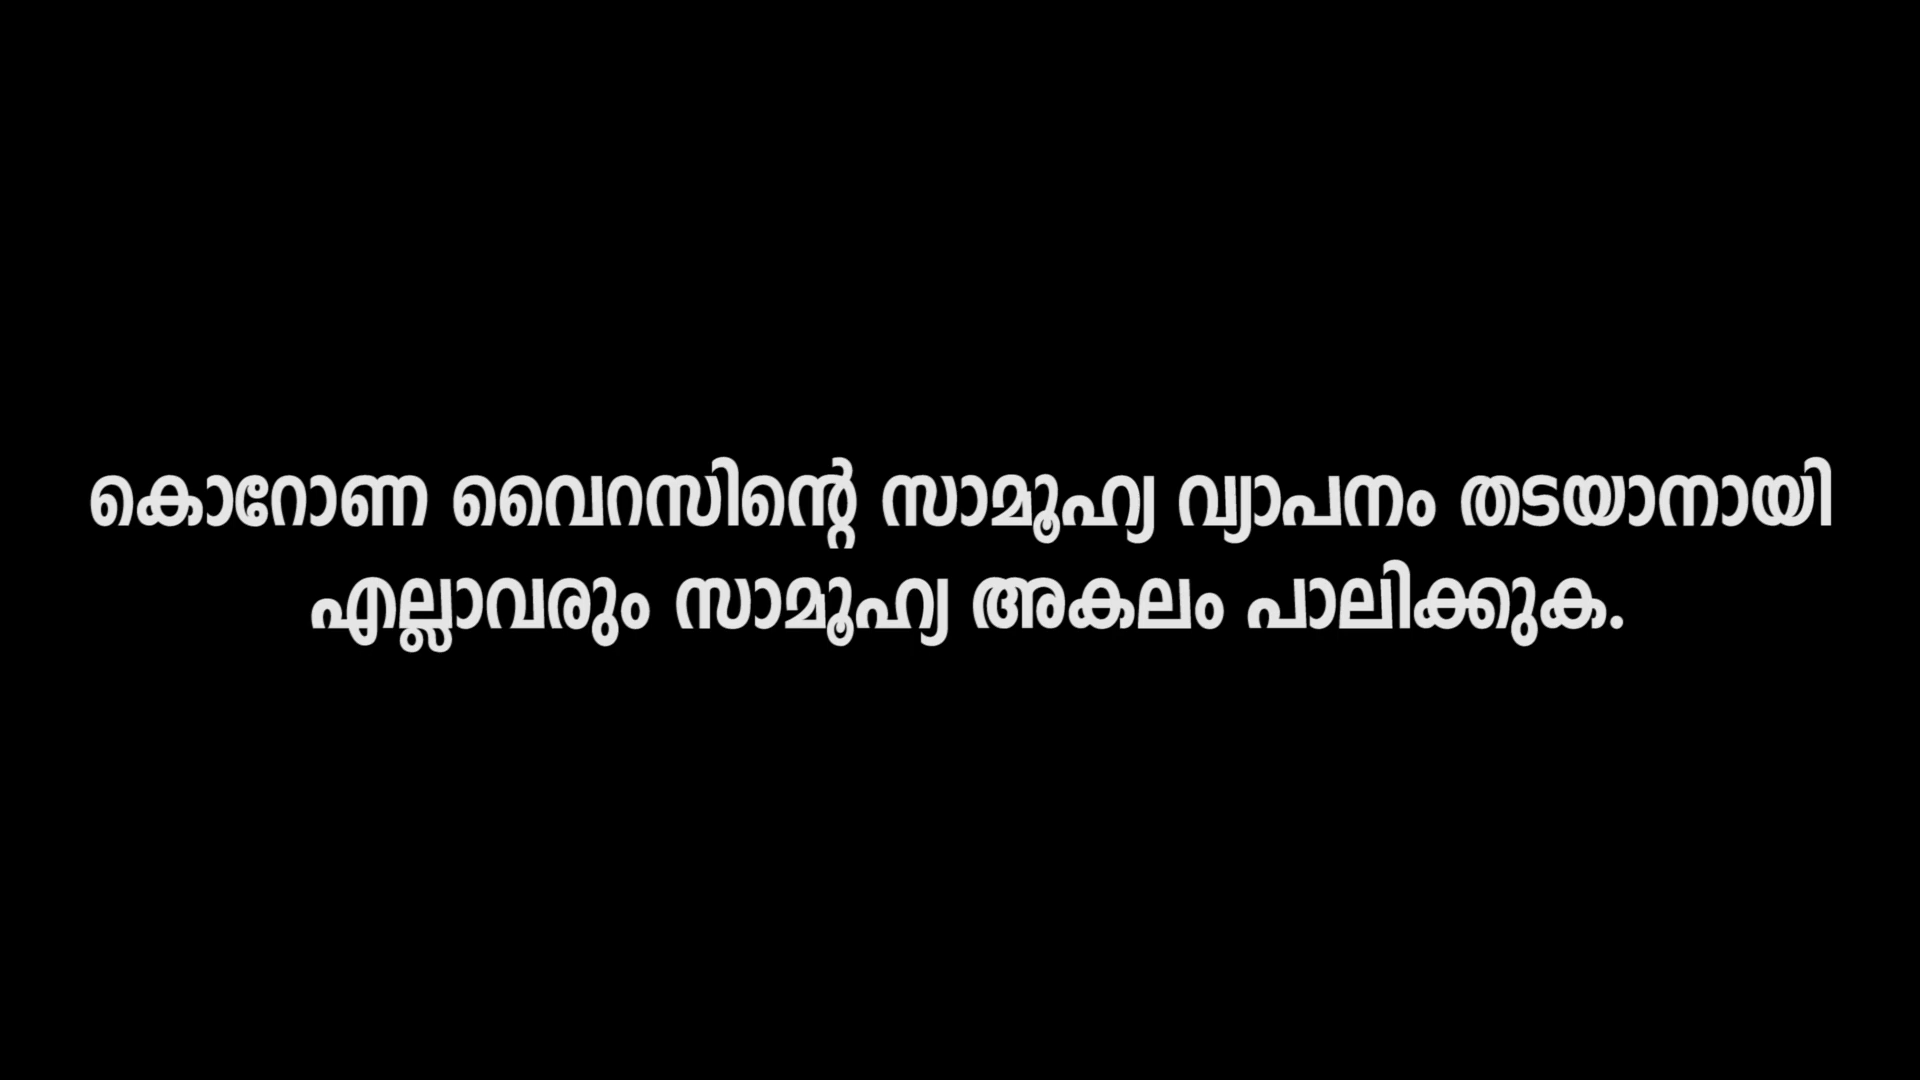 കൊറോണ വൈറസിന്റെ സാമൂഹ്യ വ്യാപനം തടയാനായി
എല്ലാവരും സാമൂഹ്യ അകലം പാലിക്കുക.